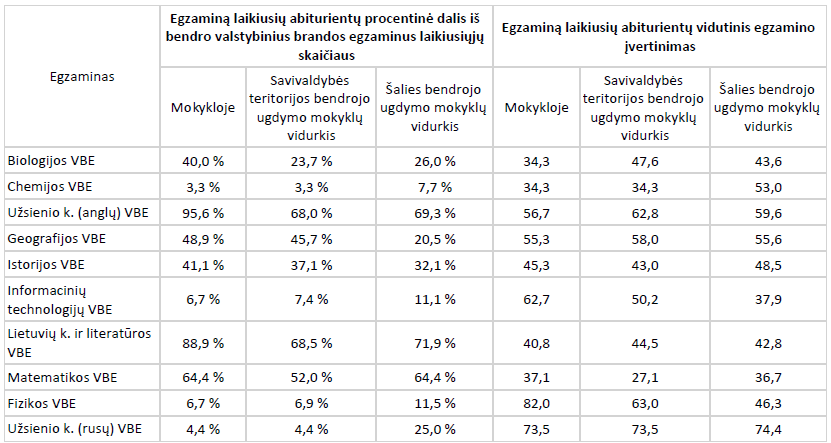 Egzaminas
Egzaminą laikiusių abiturientų procentinė dalis iš
bendro valstybinius brandos egzaminus laikiusiųjų
skaičiaus
Egzaminą laikiusių abiturientų vidutinis egzamino
įvertinimas
Mokykloje
Savivaldybės
teritorijos bendrojo
ugdymo mokyklų
vidurkis
Šalies bendrojo
ugdymo mokyklų
vidurkis
Mokykloje
Savivaldybės
teritorijos bendrojo
ugdymo mokyklų
vidurkis
Šalies bendrojo
ugdymo mokyklų
vidurkis
Biologijos VBE 40,0 % 23,7 % 26,0 % 34,3 47,6 43,6
Chemijos VBE 3,3 % 3,3 % 7,7 % 34,3 34,3 53,0
Užsienio k. (anglų) VBE 95,6 % 68,0 % 69,3 % 56,7 62,8 59,6
Geografijos VBE 48,9 % 45,7 % 20,5 % 55,3 58,0 55,6
Istorijos VBE 41,1 % 37,1 % 32,1 % 45,3 43,0 48,5
Informacinių
technologijų VBE 6,7 % 7,4 % 11,1 % 62,7 50,2 37,9
Lietuvių k. ir literatūros
VBE 88,9 % 68,5 % 71,9 % 40,8 44,5 42,8
Matematikos VBE 64,4 % 52,0 % 64,4 % 37,1 27,1 36,7
Fizikos VBE 6,7 % 6,9 % 11,5 % 82,0 63,0 46,3
Užsienio k. (rusų) VBE 4,4 % 4,4 % 25,0 % 73,5 73,5 74,4